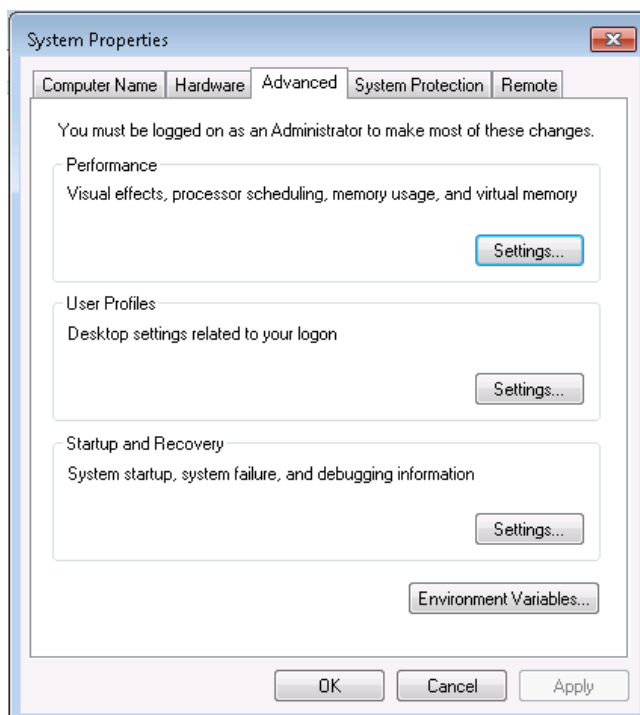 System Properties
Computer Name
Hardware
Advanced
System Protection
Remote
You must be logged on as an Administrator to make most of these changes.
Performance
Visual effects, processor scheduling, memory usage, and virtual memory
Settings...
User Profiles
Desktop settings related to your logon
Settings...
Startup and Recovery
System startup, system failure, and debugging information
Settings...
Environment Variables...
OK
Cancel
Apply